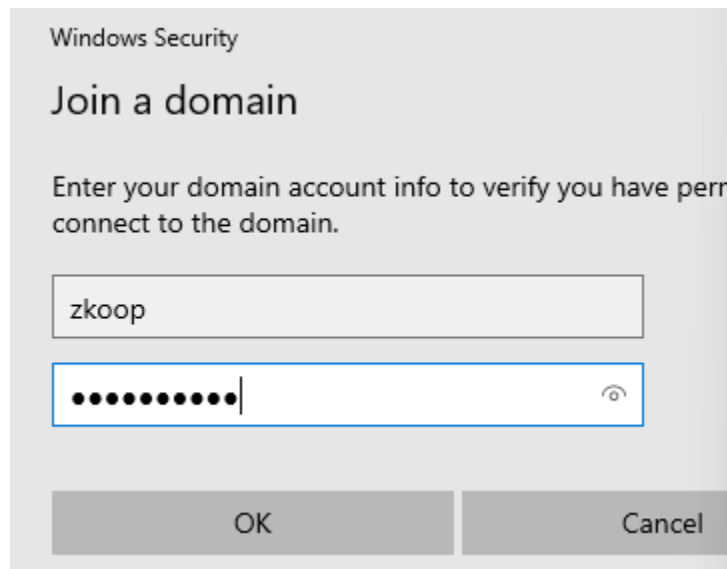 Windows Security
Join a domain
Enter your domain account info to verify you have
connect to the domain.
zkoop
●●●●●●●●●●
OK
Cancel